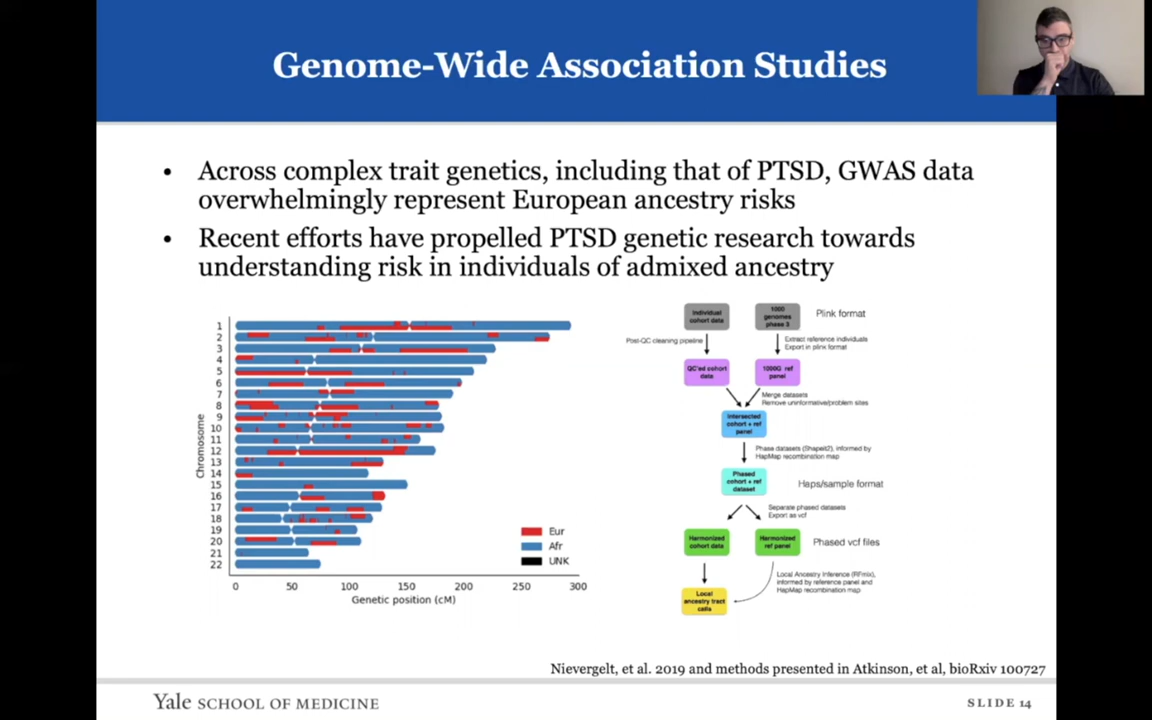 Genome-Wide Association Studies
• Across complex trait genetics, including that of PTSD, GWAS data
overwhelmingly represent European ancestry risks
• Recent efforts have propelled PTSD genetic research towards
understanding risk in individuals of admixed ancestry
Chromosome
1
2
3
4
5
6
7
8
9
10
11
12
13
14
15
16
17
18
19
20
21
22
Eur
Afr
UNK
0 50 100 150 200 250 300
Genetic position (cM)
Individual
cohort data
1000
genomes
phase 3
Plink format
Post-QC cleaning pipeline
Extract reference individuals
Export in plink format
QC'ed cohort
data
1000G ref
panel
Merge datasets
Remove uninformative/problem sites
Intersected
cohort + ref
panel
Phase datasets (Shapeit2), informed by
HapMap recombination map
Phased
cohort + ref
dataset
Haps/sample format
Separate phased datasets
Export as vcf
Harmonized
cohort data
Harmonized
ref panel
Phased vcf files
Local Ancestry Inference (RFmix),
informed by reference panel and
HapMap recombination map
Local
ancestry tract
calls
Nievergelt, et al. 2019 and methods presented in Atkinson, et al, bioRxiv 100727
Yale SCHOOL OF MEDICINE
SLIDE 14